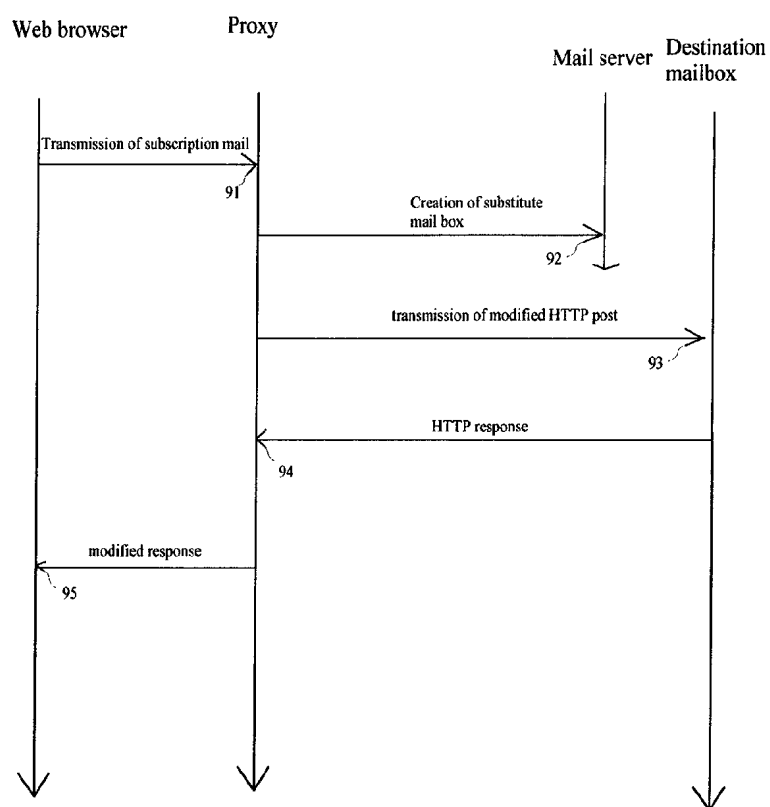 Web browser
Proxy
Mail server
Destination
mailbox
Transmission of subscription mail
91
Creation of substitute
mail box
92
transmission of modified HTTP post
93
HTTP response
94
modified response
95